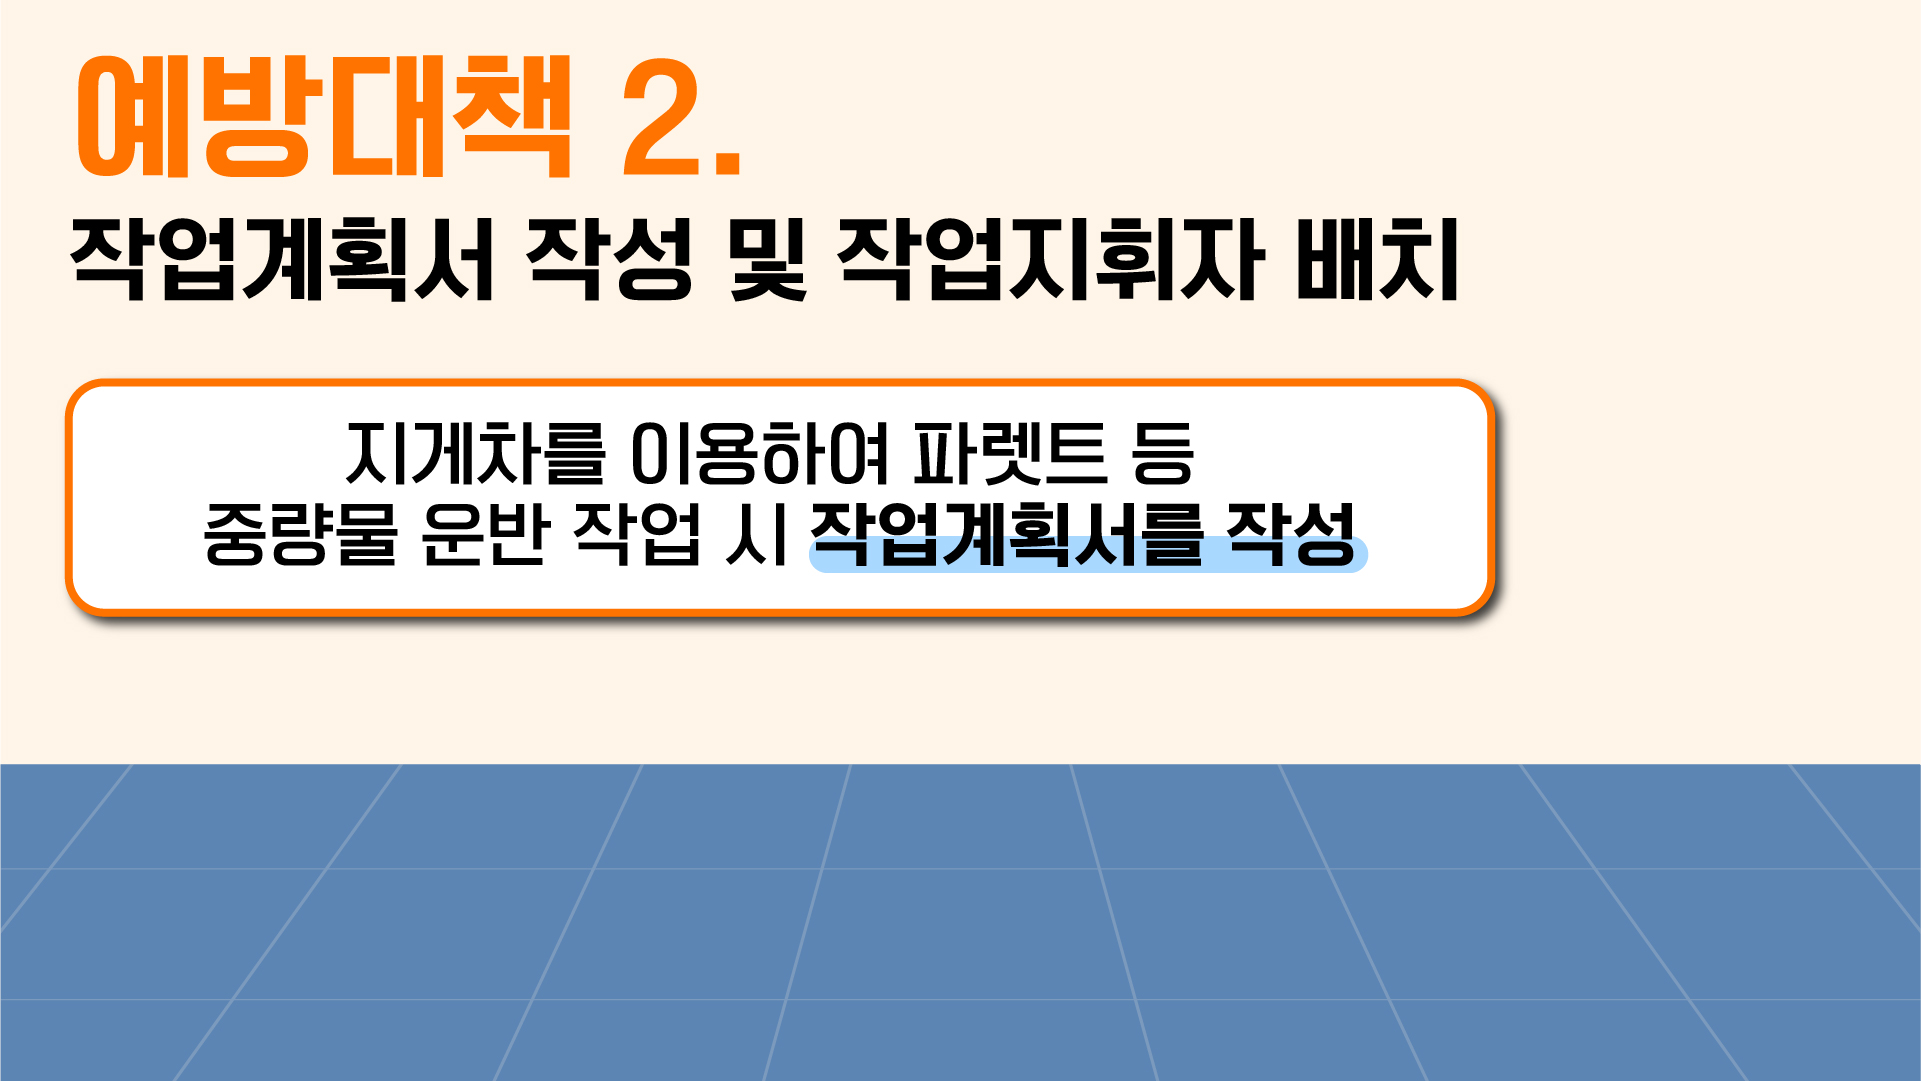 예방대책 2.
작업계획서 작성 및 작업지휘자 배치
지게차를 이용하여 파렛트 등
중량물 운반 작업 시 작업계획서를 작성